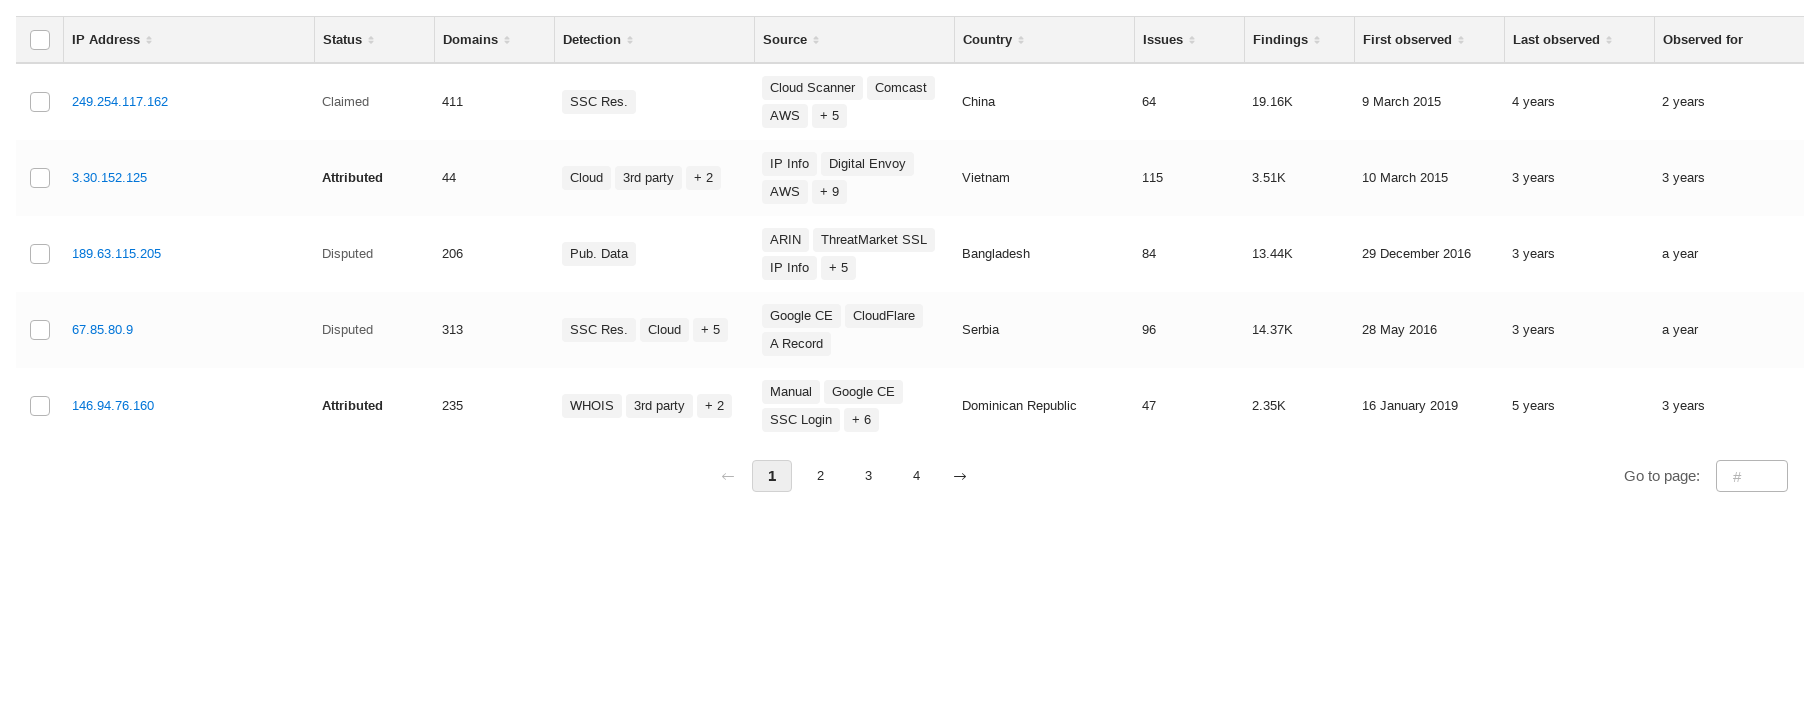 IP Address Status Domains Detection Source Country Issues Findings First observed Last observed Observed for
249.254.117.162 Claimed 411 SSC Res. Cloud Scanner Comcast China 64 19.16K 9 March 2015 4 years 2 years
AWS + 5
3.30.152.125 Attributed 44 Cloud 3rd party + 2 IP Info Digital Envoy Vietnam 115 3.51K 10 March 2015 3 years 3 years
AWS + 9
189.63.115.205 Disputed 206 Pub. Data ARIN ThreatMarket SSL Bangladesh 84 13.44K 29 December 2016 3 years a year
IP Info + 5
67.85.80.9 Disputed 313 SSC Res. Cloud + 5 Google CE CloudFlare Serbia 96 14.37K 28 May 2016 3 years a year
A Record
146.94.76.160 Attributed 235 WHOIS 3rd party + 2 Manual Google CE Dominican Republic 47 2.35K 16 January 2019 5 years 3 years
SSC Login + 6
← 1 2 3 4 → Go to page: #